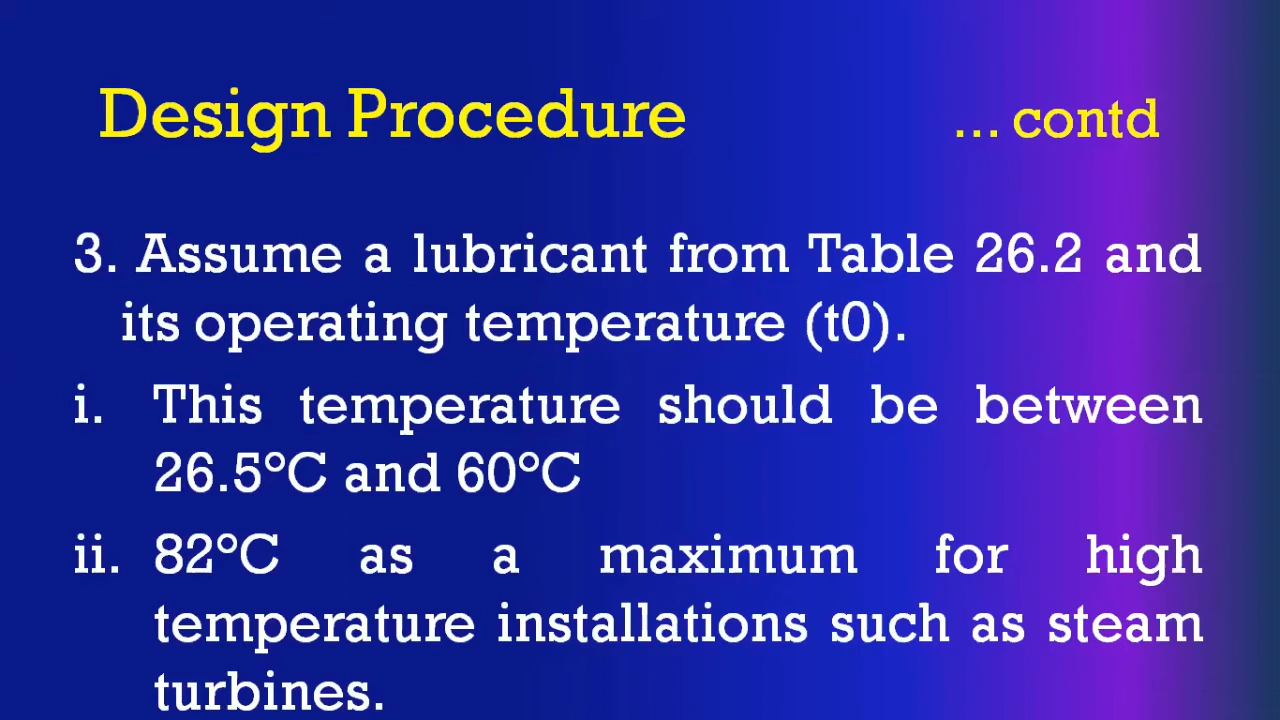 Design Procedure ... contd
3. Assume a lubricant from Table 26.2 and
its operating temperature (t0).
i. This temperature should be between
26.5°C and 60°C
ii. 82°C as a maximum for high
temperature installations such as steam
turbines.